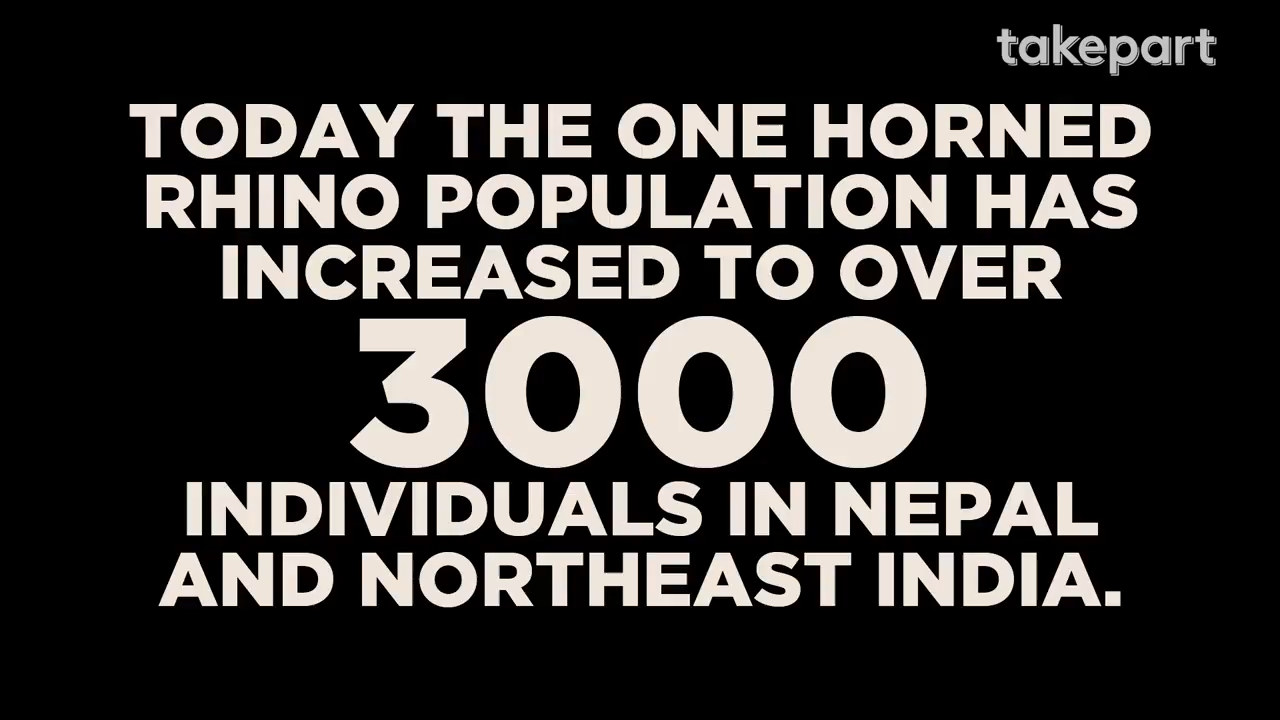 takepart
TODAY THE ONE HORNED
RHINO POPULATION HAS
INCREASED TO OVER
3000
INDIVIDUALS IN NEPAL
AND NORTHEAST INDIA.